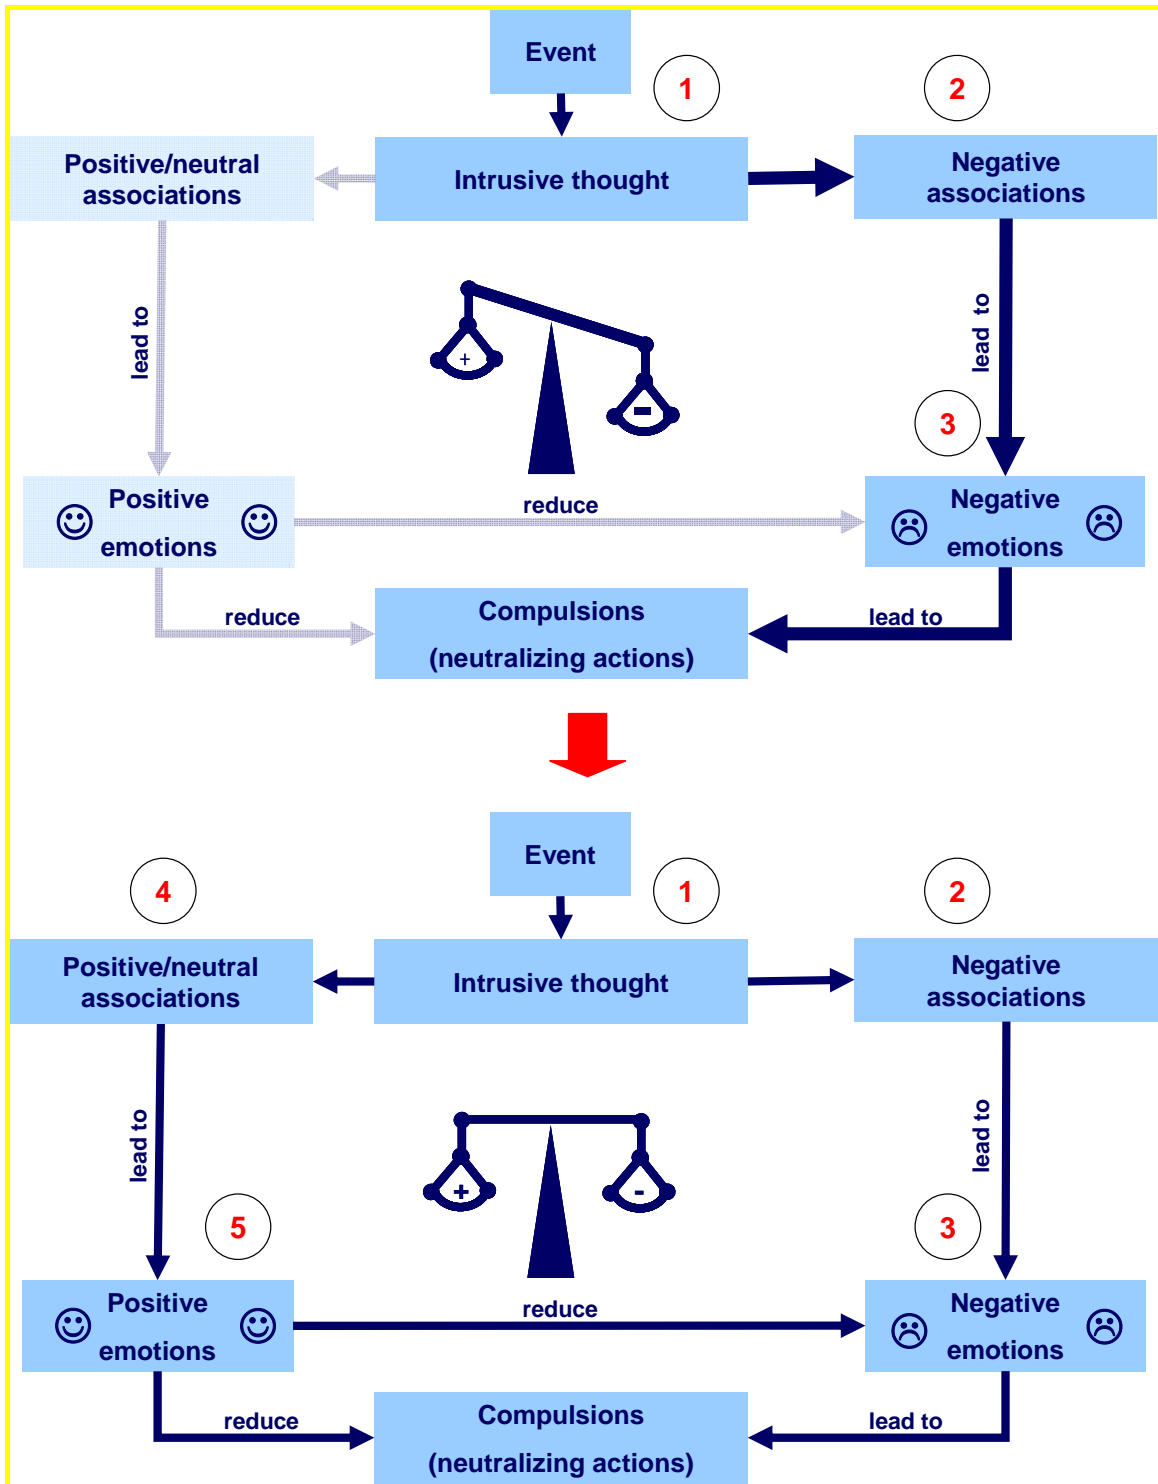 Event
1
2
Positive/neutral
associations
Intrusive thought
Negative
associations
lead to
lead to
+
-
3
Positive
emotions
reduce
Negative
emotions
reduce
Compulsions
(neutralizing actions)
lead to
Event
4
1
2
Positive/neutral
associations
Intrusive thought
Negative
associations
lead to
lead to
+
-
5
3
Positive
emotions
reduce
Negative
emotions
reduce
Compulsions
(neutralizing actions)
lead to